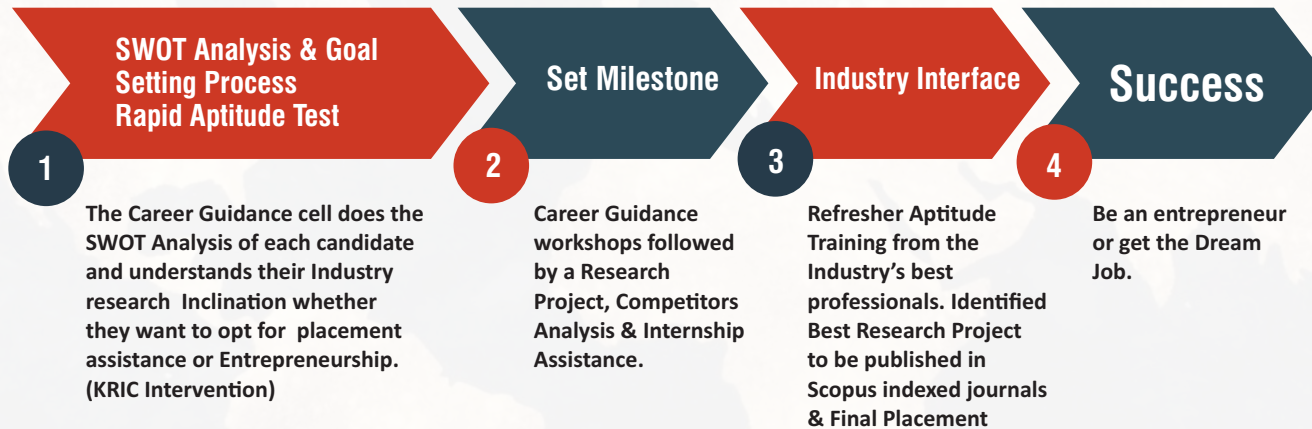 SWOT Analysis & Goal
Setting Process
Rapid Aptitude Test
1
The Career Guidance cell does the
SWOT Analysis of each candidate
and understands their Industry
research Inclination whether
they want to opt for placement
assistance or Entrepreneurship.
(KRIC Intervention)
Set Milestone
2
Career Guidance
workshops followed
by a Research
Project, Competitors
Analysis & Internship
Assistance.
Industry Interface
3
Refresher Aptitude
Training from the
Industry's best
professionals. Identified
Best Research Project
to be published in
Scopus indexed journals
& Final Placement
Success
4
Be an entrepreneur
or get the Dream
Job.